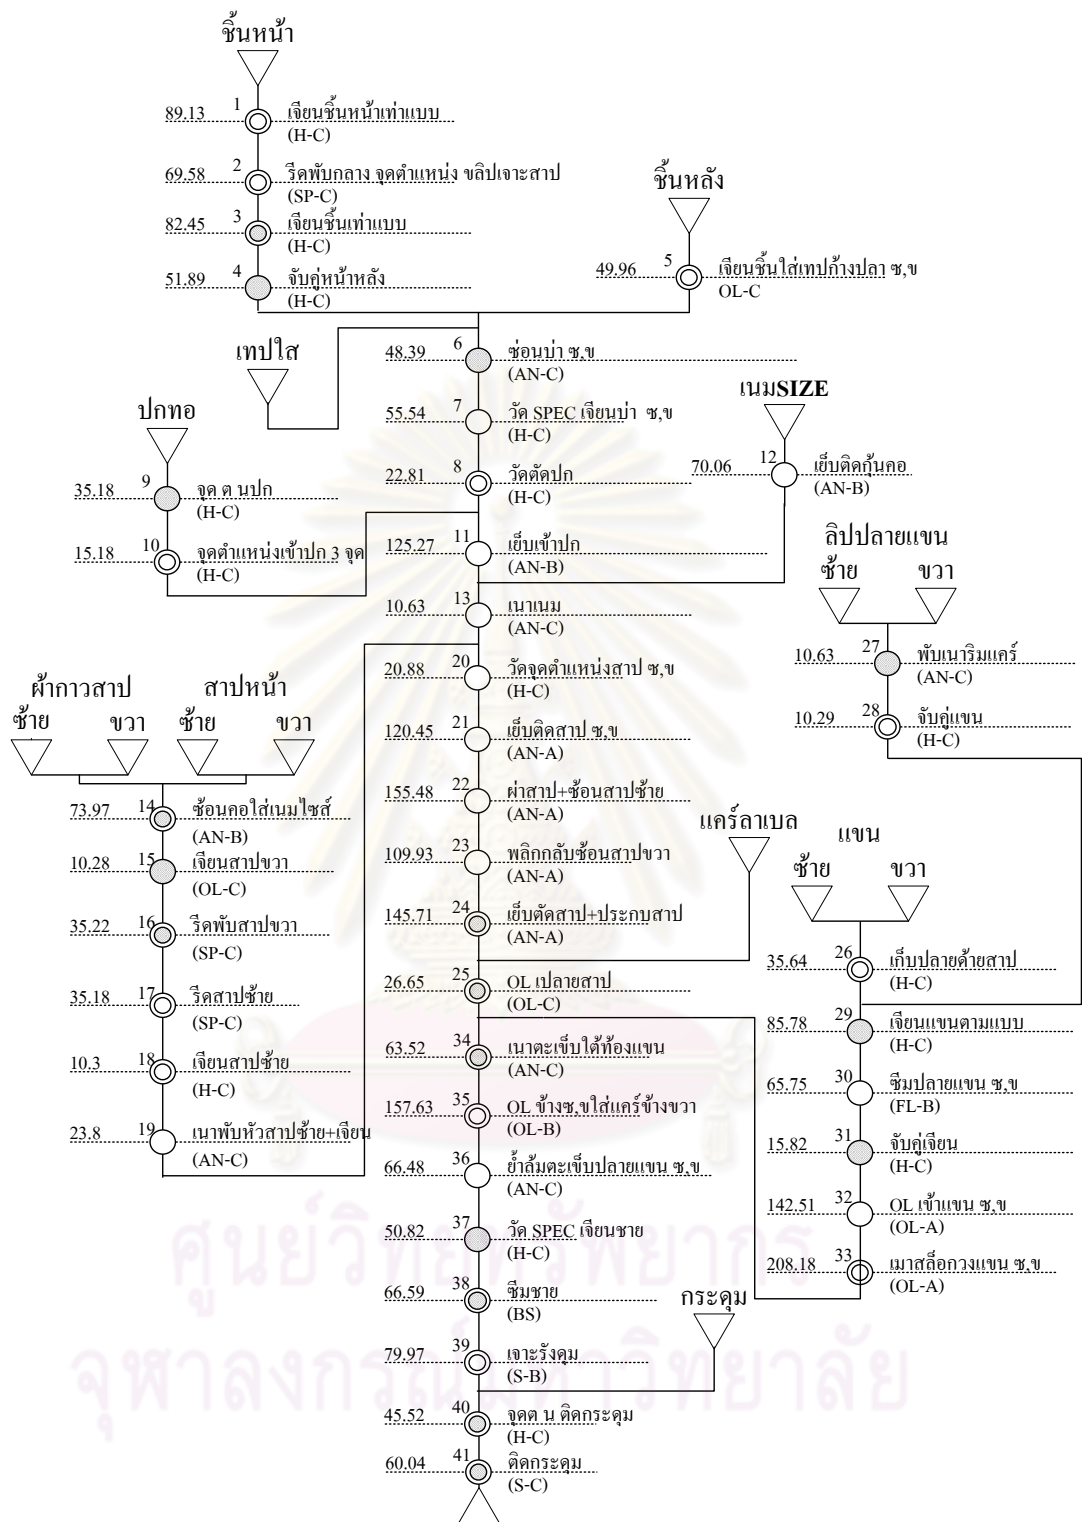 ชิ้นหน้า
89.13 1 เจียนชิ้นหน้าเท่าแบบ
(H-C)
69.58 2 รีดพับกลาง จุดตำแหน่ง ขลิปเจาะสาป
(SP-C)
82.45 3 เจียนชิ้นเท่าแบบ
(H-C)
51.89 4 จับคู่หน้าหลัง
(H-C)
ชิ้นหลัง
49.96 5 เจียนชิ้นใส่เทปก้างปลา ซ,ข
OL-C
เทปใส
48.39 6 ซ่อนบ่า ซ,ข
(AN-C)
55.54 7 วัด SPEC เจียนบ่า ซ,ข
(H-C)
22.81 8 วัดตัดปก
(H-C)
ปกทอ
35.18 9 จุด ต นปก
(H-C)
15.18 10 จุดตำแหน่งเข้าปก 3 จุด
(H-C)
125.27 11 เย็บเข้าปก
(AN-B)
เนมSIZE
70.06 12 เย็บติดกุ้นคอ
(AN-B)
10.63 13 เนาเนม
(AN-C)
ผ้ากาวสาป สาปหน้า
ซ้าย ขวา ซ้าย ขวา
73.97 14 ซ้อนคอใส่เนมไซส์
(AN-B)
10.28 15 เจียนสาปขวา
(OL-C)
35.22 16 รีดพับสาปขวา
(SP-C)
35.18 17 รีดสาปซ้าย
(SP-C)
10.3 18 เจียนสาปซ้าย
(H-C)
23.8 19 เนาพับหัวสาปซ้าย+เจียน
(AN-C)
20.88 20 วัดจุดตำแหน่งสาป ซ,ข
(H-C)
120.45 21 เย็บติดสาป ซ,ข
(AN-A)
155.48 22 ผ่าสาป+ซ้อนสาปซ้าย
(AN-A)
109.93 23 พลิกกลับซ้อนสาปขวา
(AN-A)
145.71 24 เย็บตัดสาป+ประกบสาป
(AN-A)
แคร์ลาเบล
26.65 25 OL เปลายสาป
(OL-C)
ลิปปลายแขน
ซ้าย ขวา
10.63 27 พับเนาริมแคร์
(AN-C)
10.29 28 จับคู่แขน
(H-C)
แขน
ซ้าย ขวา
35.64 26 เก็บปลายด้ายสาป
(H-C)
85.78 29 เจียนแขนตามแบบ
(H-C)
65.75 30 ซีมปลายแขน ซ,ข
(FL-B)
15.82 31 จับคู่เจียน
(H-C)
142.51 32 OL เข้าแขน ซ,ข
(OL-A)
208.18 33 เมาสล็อกวงแขน ซ,ข
(OL-A)
63.52 34 เนาตะเข็บใต้ท้องแขน
(AN-C)
157.63 35 OL ข้างซ,ขใส่แคร์ข้างขวา
(OL-B)
66.48 36 ย้ำล้มตะเข็บปลายแขน ซ,ข
(AN-C)
50.82 37 วัด SPEC เจียนชาย
(H-C)
66.59 38 ซีมชาย
(BS)
79.97 39 เจาะรังดุม
(S-B)
กระดุม
45.52 40 จุดต น ติดกระดุม
(H-C)
60.04 41 ติดกระดุม
(S-C)
ศูนย์วิทยทรัพยากร
จุฬาลงกรณ์มหาวิทยาลัย